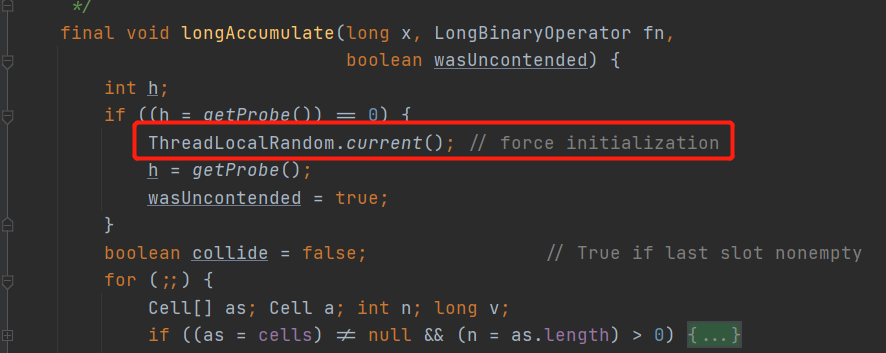 */
final void longAccumulate(long x, LongBinaryOperator fn,
boolean wasUncontended) {
int h;
if ((h = getProbe()) == 0) {
ThreadLocalRandom.current(); // force initialization
h = getProbe();
wasUncontended = true;
}
boolean collide = false; // True if last slot nonempty
for (;;) {
Cell[] as; Cell a; int n; long v;
if ((as = cells) != null && (n = as.length) > 0) {...}